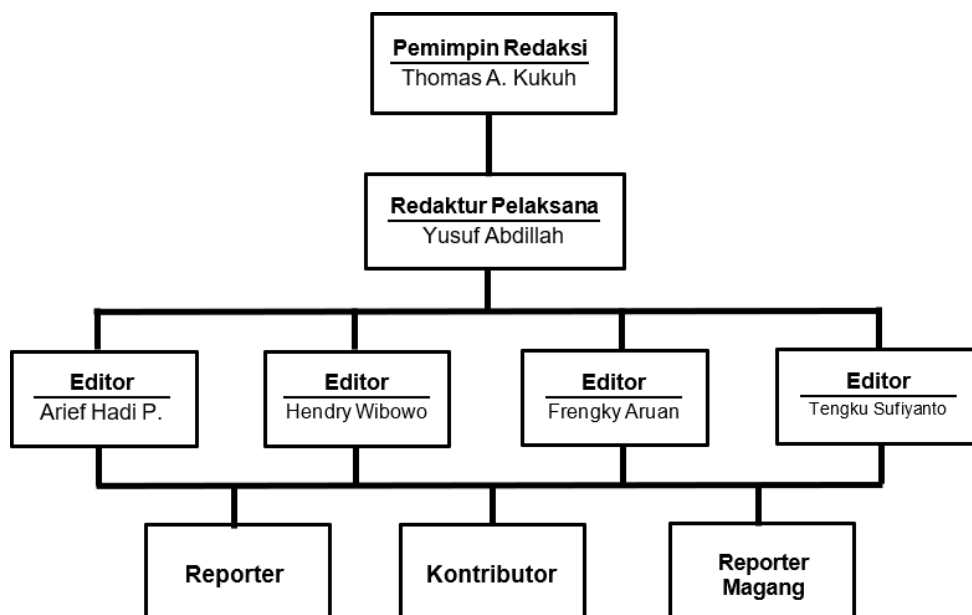 Pemimpin Redaksi
Thomas A. Kukuh
Redaktur Pelaksana
Yusuf Abdillah
Editor
Arief Hadi P.
Editor
Hendry Wibowo
Editor
Frengky Aruan
Editor
Tengku Sufiyanto
Reporter
Kontributor
Reporter
Magang